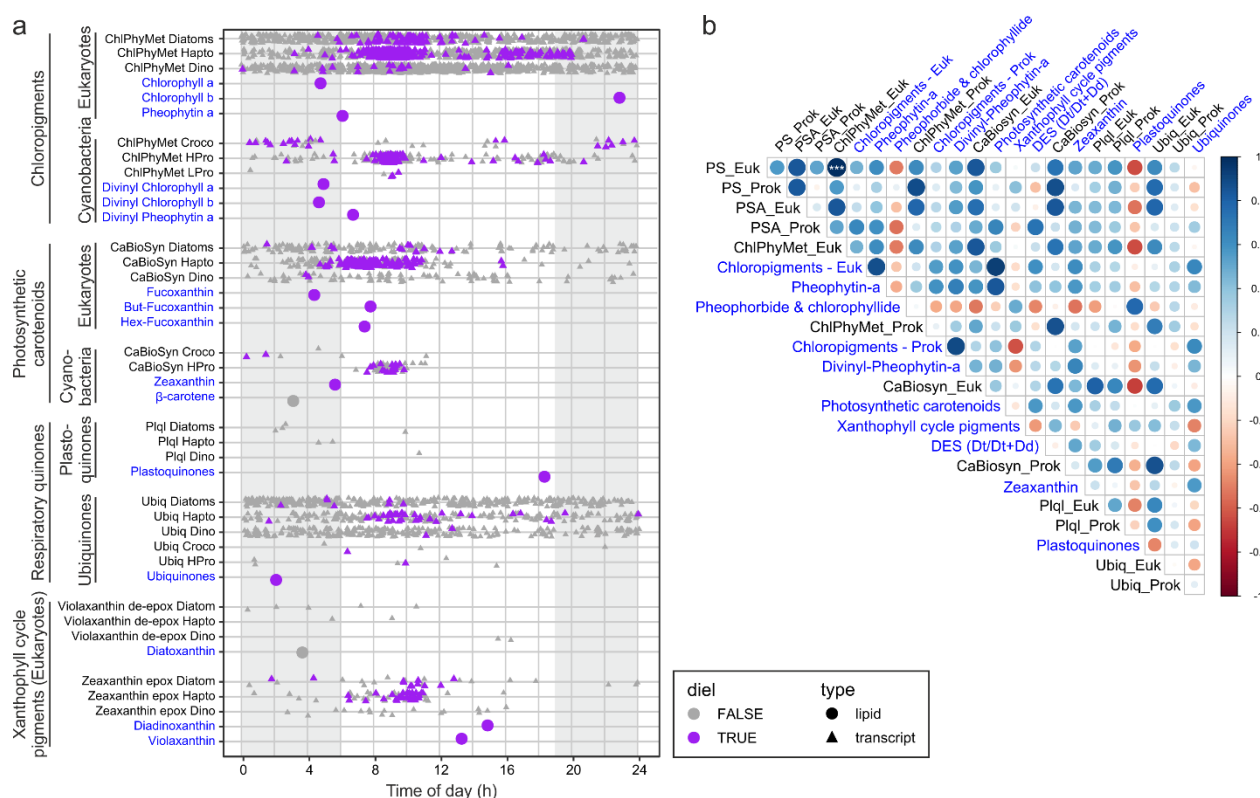 a
Chloropigments
Eukaryotes
ChlPhyMet Diatoms
ChlPhyMet Hapto
ChlPhyMet Dino
Chlorophyll a
Chlorophyll b
Pheopytin a
Cyanobacteria
ChlPhyMet Croco
ChlPhyMet HPro
ChlPhyMet LPro
Divinyl Chlorophyll a
Divinyl Chlorophyll b
Divinyl Pheopytin a
Photosynthetic
carotenoids
Eukaryotes
CaBioSyn Diatoms
CaBioSyn Hapto
CaBioSyn Dino
Fucoxanthin
But-Fucoxanthin
Hex-Fucoxanthin
Cyano-
bacteria
CaBioSyn Croco
CaBioSyn HPro
Zeaxanthin
β-carotene
Respiratory quinones
Plasto-
quinones
Plql Diatoms
Plql Hapto
Plql Dino
Plastoquinones
Ubiquinones
Ubiq Diatoms
Ubiq Hapto
Ubiq Dino
Ubiq Croco
Ubiq HPro
Ubiquinones
Xanthophyll cycle
pigments (Eukaryotes)
Violaxanthin de-epox Diatom
Violaxanthin de-epox Hapto
Violaxanthin de-epox Dino
Diatoxanthin
Zeaxanthin epox Diatom
Zeaxanthin epox Hapto
Zeaxanthin epox Dino
Diadinoxanthin
Violaxanthin
0 4 8 12 16 20 24
Time of day (h)
b
PS_Prok
PSA_Euk
PSA_Prok
ChlPhyMet_Euk
Chloropigments - Euk
Pheophytin-a
Pheophorbide & chlorophyllide
ChlPhyMet_Prok
Chloropigments - Prok
Divinyl-Pheophytin-a
CaBiosyn_Euk
Photosynthetic carotenoids
Xanthophyll cycle pigments
DES (Dt/Dt+Dd)
CaBiosyn_Prok
Zeaxanthin
Plql_Euk
Plql_Prok
Plastoquinones
Ubiq_Euk
Ubiq_Prok
Ubiquinones
PS_Euk
***
PS_Prok
PSA_Euk
PSA_Prok
ChlPhyMet_Euk
Chloropigments - Euk
Pheophytin-a
Pheophorbide & chlorophyllide
ChlPhyMet_Prok
Chloropigments - Prok
Divinyl-Pheophytin-a
CaBiosyn_Euk
Photosynthetic carotenoids
Xanthophyll cycle pigments
DES (Dt/Dt+Dd)
CaBiosyn_Prok
Zeaxanthin
Plql_Euk
Plql_Prok
Plastoquinones
Ubiq_Euk
Ubiq_Prok
diel
FALSE
TRUE
type
lipid
transcript